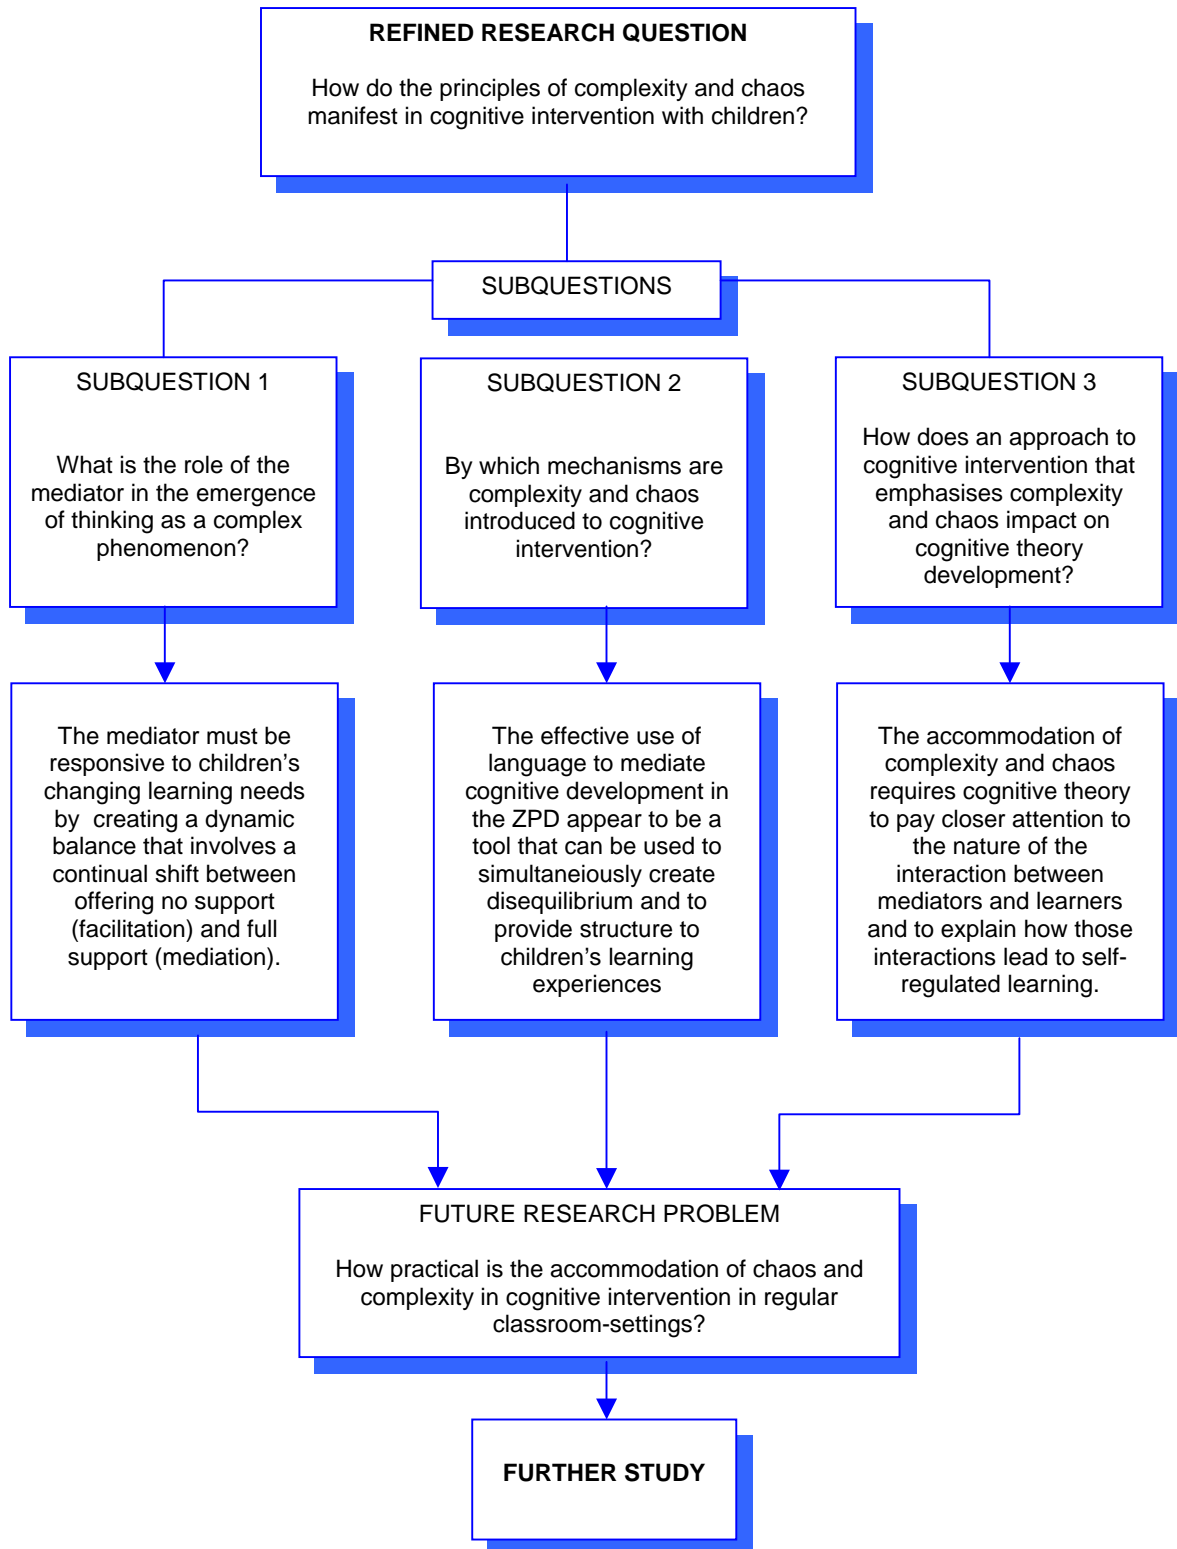 REFINED RESEARCH QUESTION
How do the principles of complexity and chaos
manifest in cognitive intervention with children?
SUBQUESTIONS
SUBQUESTION 1
What is the role of the
mediator in the emergence
of thinking as a complex
phenomenon?
SUBQUESTION 2
By which mechanisms are
complexity and chaos
introduced to cognitive
intervention?
SUBQUESTION 3
How does an approach to
cognitive intervention that
emphasises complexity
and chaos impact on
cognitive theory
development?
The mediator must be
responsive to children’s
changing learning needs
by creating a dynamic
balance that involves a
continual shift between
offering no support
(facilitation) and full
support (mediation).
The effective use of
language to mediate
cognitive development in
the ZPD appear to be a
tool that can be used to
simultaneiously create
disequilibrium and to
provide structure to
children’s learning
experiences
The accommodation of
complexity and chaos
requires cognitive theory
to pay closer attention to
the nature of the
interaction between
mediators and learners
and to explain how those
interactions lead to self-
regulated learning.
FUTURE RESEARCH PROBLEM
How practical is the accommodation of chaos and
complexity in cognitive intervention in regular
classroom-settings?
FURTHER STUDY